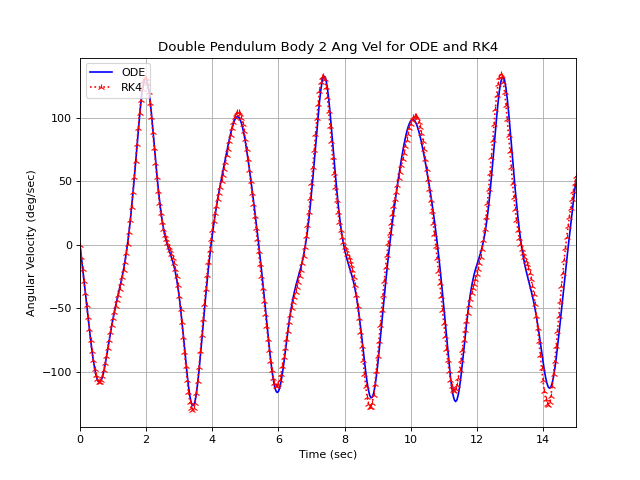 Double Pendulum Body 2 Ang Vel for ODE and RK4
ODE
RK4
Angular Velocity (deg/sec)
100
50
0
−50
−100
0 2 4 6 8 10 12 14
Time (sec)